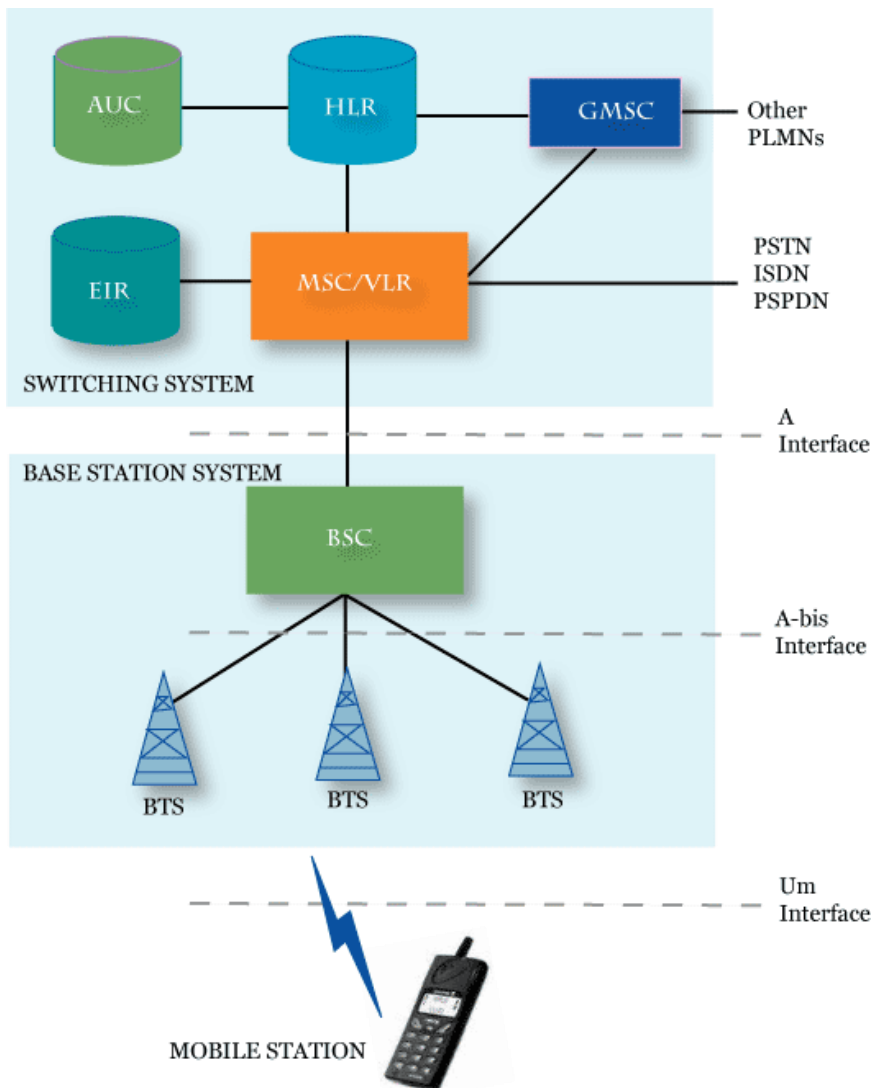 AUC
HLR
GMSC
Other
PLMNs
EIR
MSC/VLR
PSTN
ISDN
PSPDN
SWITCHING SYSTEM
A
Interface
BASE STATION SYSTEM
BSC
A-bis
Interface
BTS
BTS
BTS
Um
Interface
MOBILE STATION